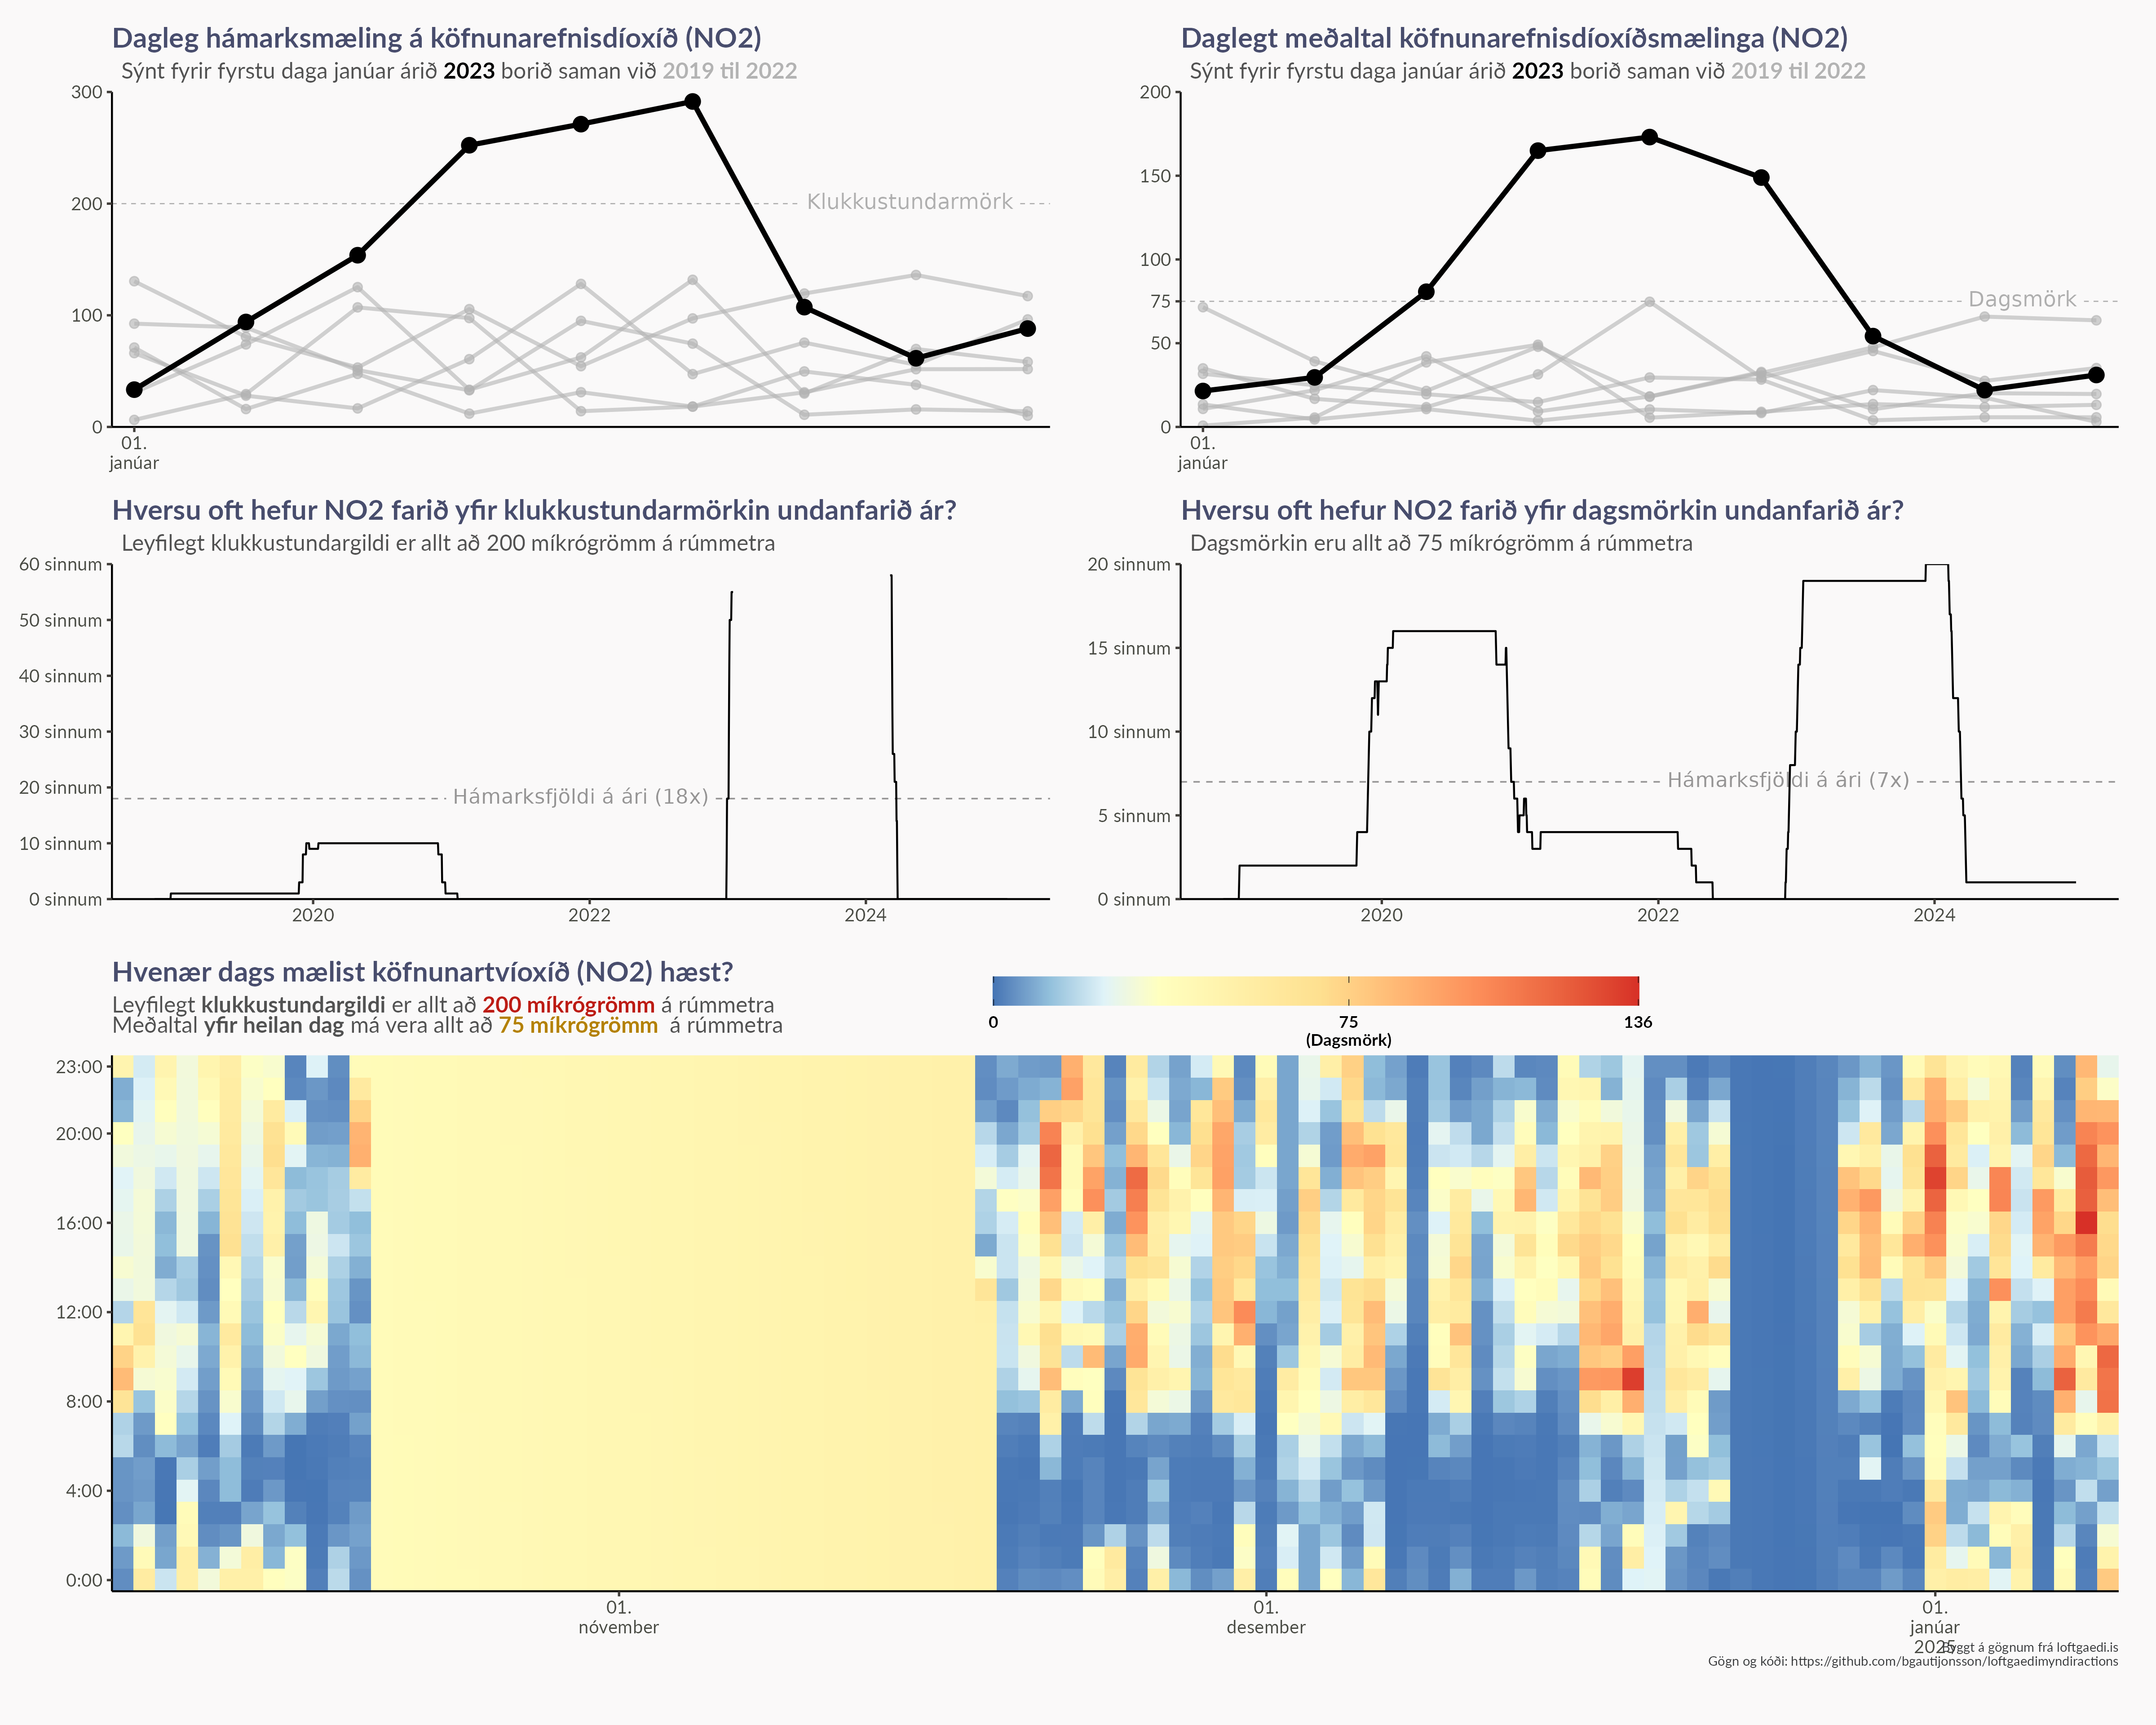 Dagleg hámarksmæling á köfnunarefnisdíoxíð (NO2)
Sýnt fyrir fyrstu daga janúar árið 2023 borið saman við 2019 til 2022
300
200
100
0
Klukkustundarmörk
01.
janúar
Daglegt meðaltal köfnunarefnisdíoxíðsmælinga (NO2)
Sýnt fyrir fyrstu daga janúar árið 2023 borið saman við 2019 til 2022
200
150
100
75
50
0
Dagsmörk
01.
janúar
Hversu oft hefur NO2 farið yfir klukkustundarmörkin undanfarið ár?
Leyfilegt klukkustundargildi er allt að 200 míkrógrömm á rúmmetra
60 sinnum
50 sinnum
40 sinnum
30 sinnum
20 sinnum
10 sinnum
0 sinnum
Hámarksfjöldi á ári (18x)
2020 2022 2024
Hversu oft hefur NO2 farið yfir dagsmörkin undanfarið ár?
Dagsmörkin eru allt að 75 míkrógrömm á rúmmetra
20 sinnum
15 sinnum
10 sinnum
5 sinnum
0 sinnum
Hámarksfjöldi á ári (7x)
2020 2022 2024
Hvenær dags mælist köfnunartvíoxíð (NO2) hæst?
Leyfilegt klukkustundargildi er allt að 200 míkrógrömm á rúmmetra
Meðaltal yfir heilan dag má vera allt að 75 míkrógrömm á rúmmetra
0 75 136
(Dagsmörk)
23:00
20:00
16:00
12:00
8:00
4:00
0:00
01. 01. 01.
nóvember desember janúar
2025
Byggt á gögnum frá loftgaedi.is
Gögn og kóði: https://github.com/bgautijonsson/loftgaedimyndiractions